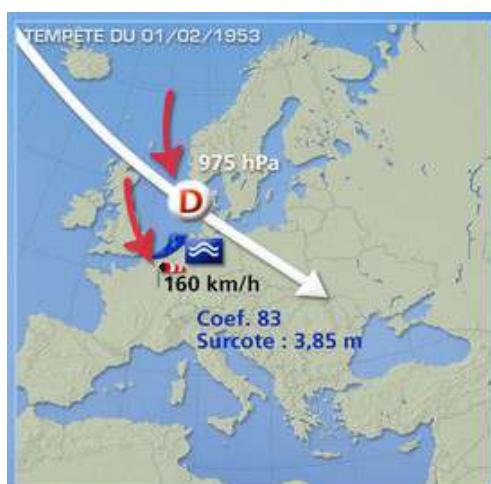 TEMPÊTE DU 01/02/1953
975 hPa
D
160 km/h
Coef. 83
Surcote : 3,85 m